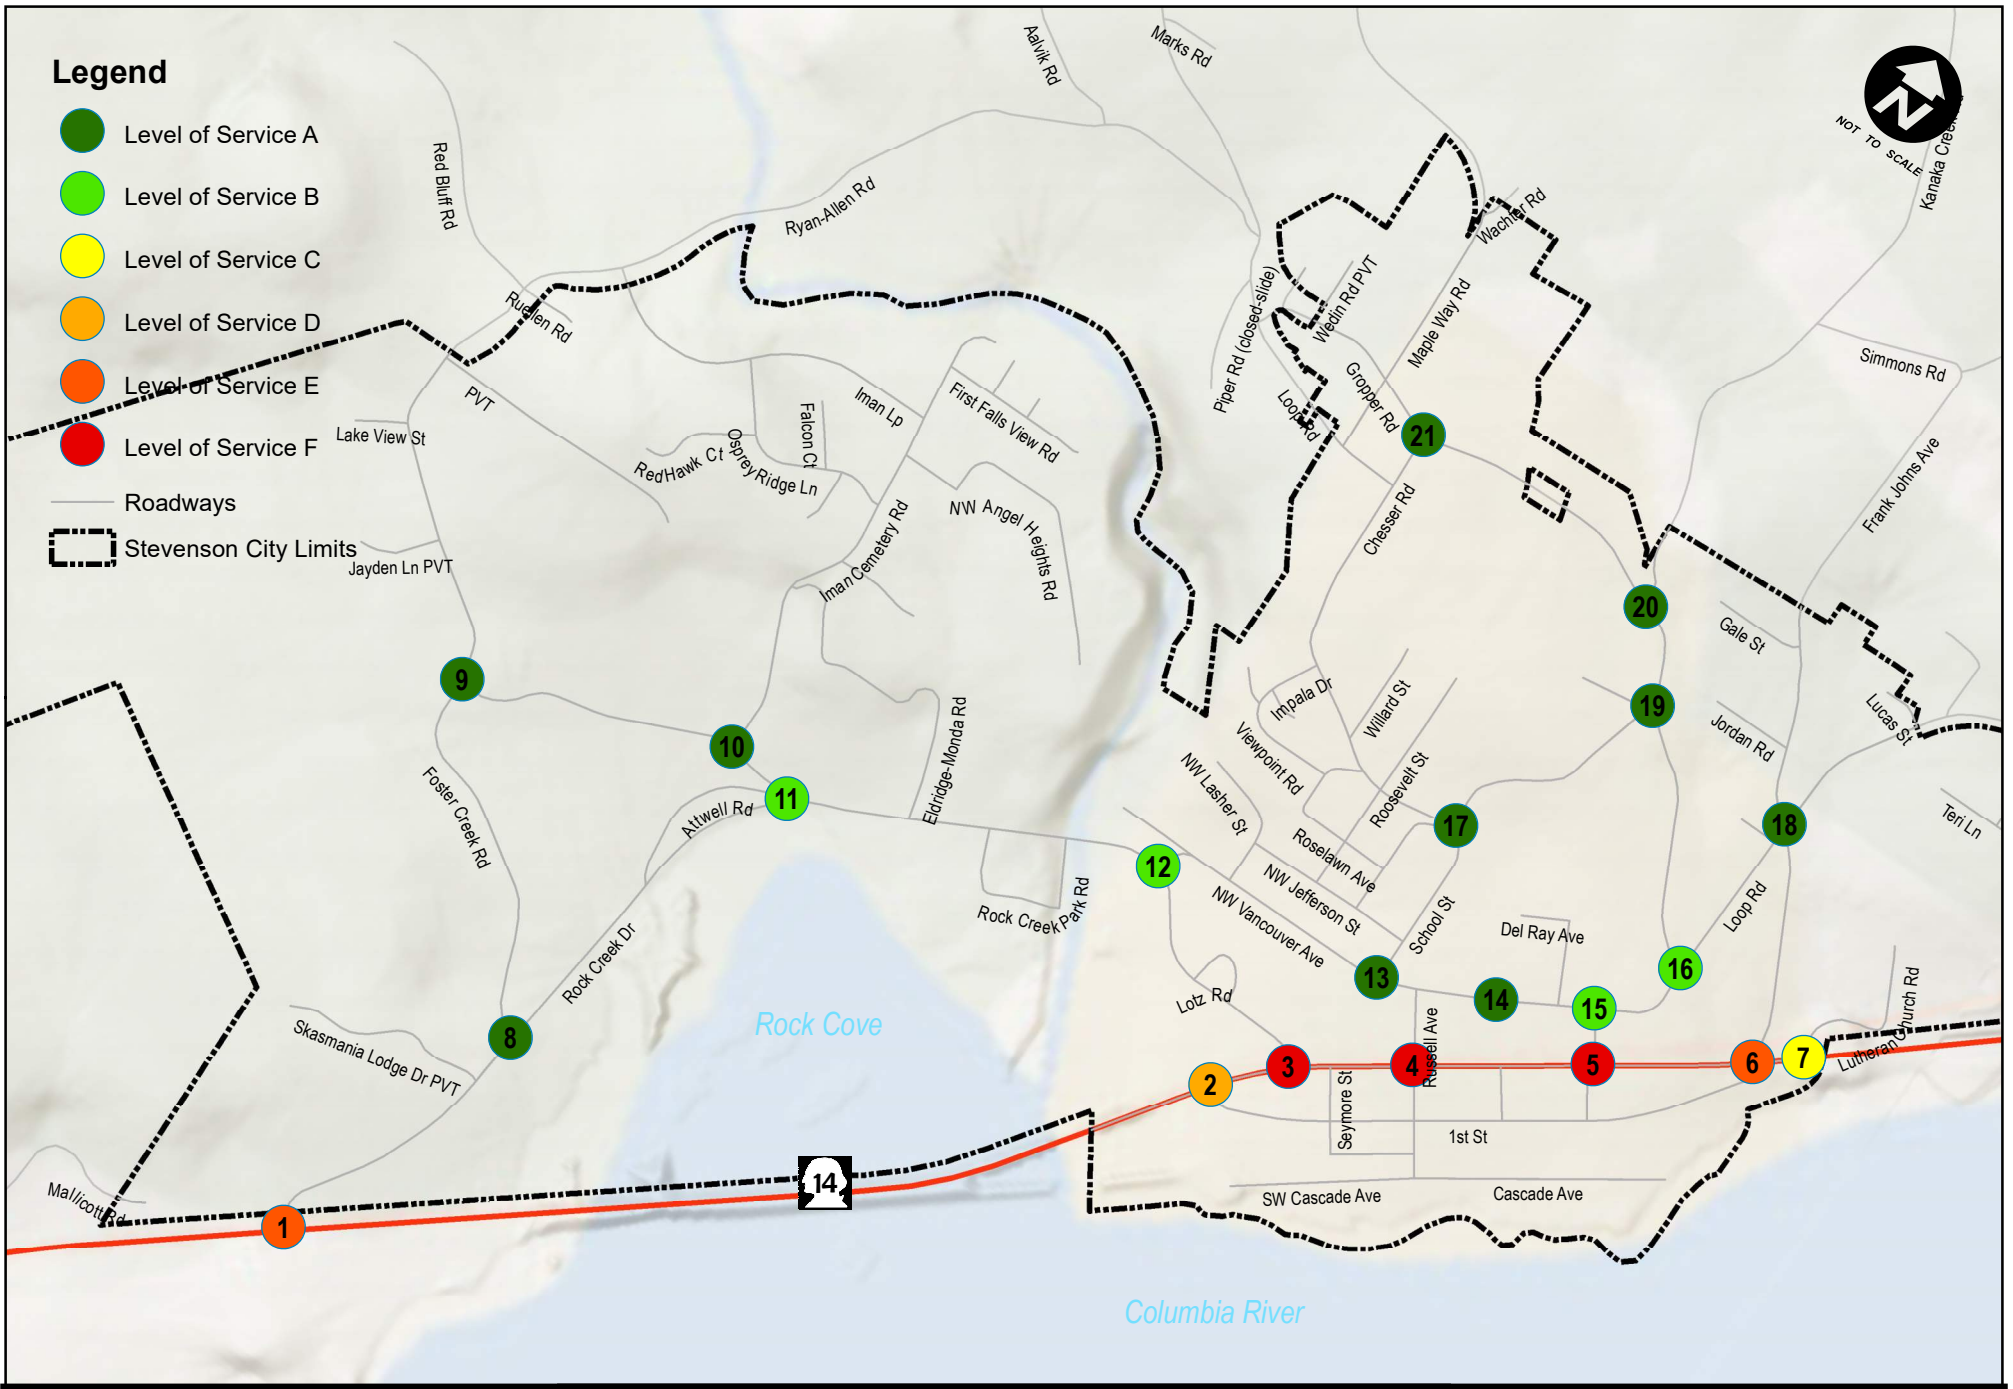 Legend
Level of Service A
Level of Service B
Level of Service C
Level of Service D
Level of Service E
Level of Service F
Roadways
Stevenson City Limits
Aalvik Rd
Marks Rd
N
NOT TO SCALE
Kanaka Creek
Red Bluff Rd
Ryan-Allen Rd
Wachter Rd
Ruellen Rd
Piper Rd (closed-slide)
Wedin Rd PVT
Maple Way Rd
Simmons Rd
PVT
Lake View St
Iman Lp
Falcon Ct
First Falls View Rd
Gropper Rd
Loop Rd
21
RedHawk Ct
Osprey Ridge Ln
NW Angel Heights Rd
Chesser Rd
Frank Johns Ave
Jayden Ln PVT
Iman Cemetery Rd
20
Gale St
9
10
11
Foster Creek Rd
Attwell Rd
Eldridge-Monda Rd
Impala Dr
Willard St
Viewpoint Rd
Roosevelt St
19
Jordan Rd
Lucas St
NW Lasher St
17
18
Teri Ln
12
Roselawn Ave
NW Jefferson St
NW Vancouver Ave
School St
Del Ray Ave
Loop Rd
Rock Creek Park Rd
Rock Creek Dr
13
14
15
16
Lotz Rd
Russell Ave
Rock Cove
8
Skasmania Lodge Dr PVT
Lutheran Church Rd
2
3
4
5
6
7
Seymore St
1st St
14
SW Cascade Ave
Cascade Ave
Mallicott Rd
1
Columbia River